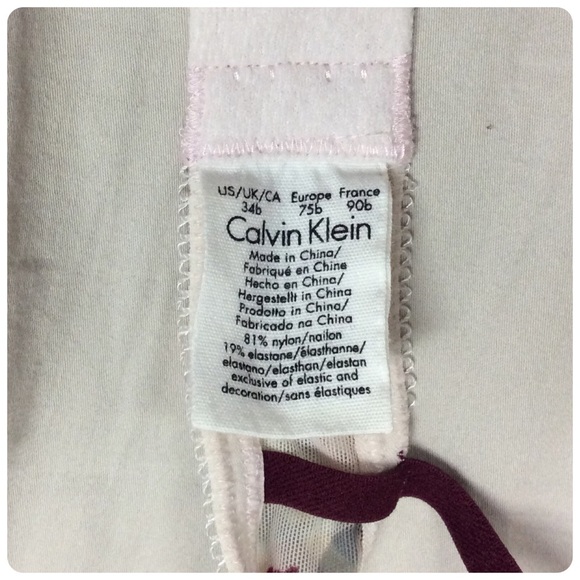 US/UK/CA Europe France
34b 75b 90b
Calvin Klein
Made in China/
Fabriqué en Chine
Hecho en China/
Hergestellt in China
Prodotto in China/
Fabricado na China
81% nylon/nailon
19% elastane/élasthanne/
elastano/elasthan/elastan
exclusive of elastic and
decoration/sans élastiques